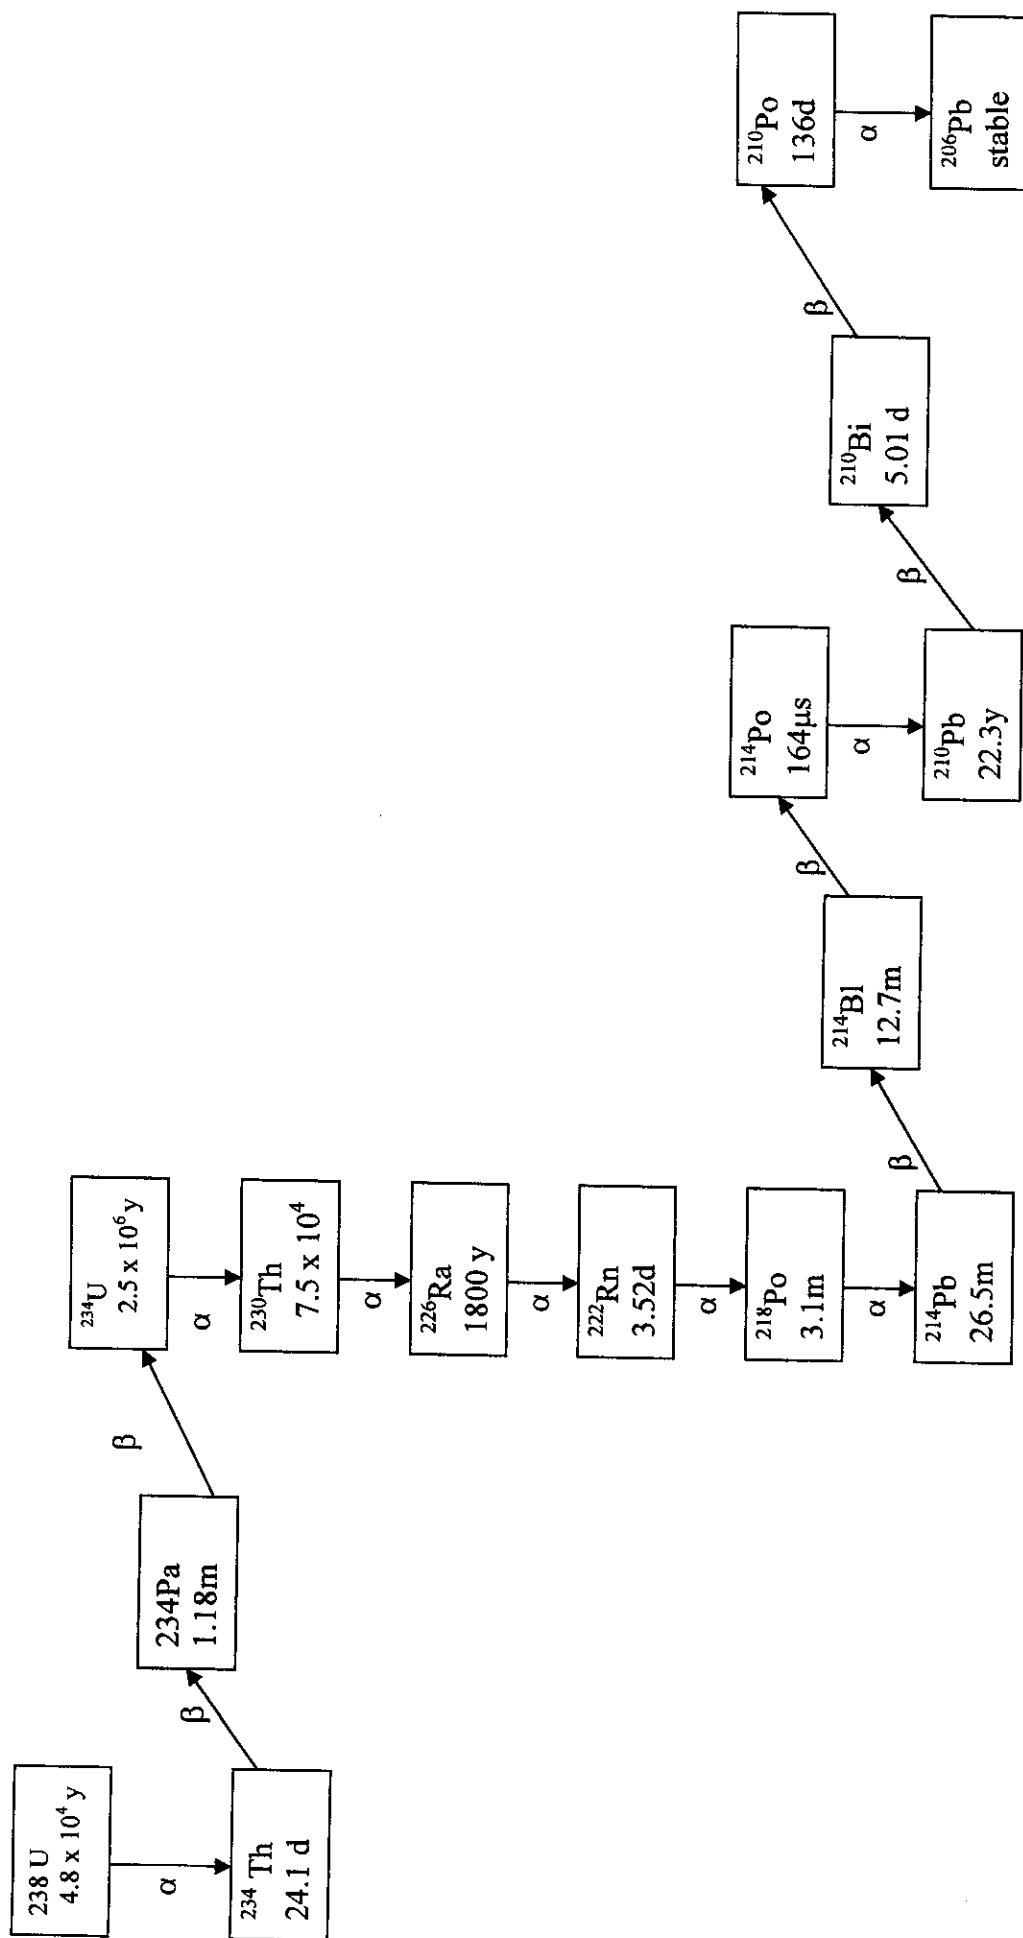 238 U
4.8 x 10⁴ y
α
²³⁴ Th
24.1 d
β
234Pa
1.18m
β
²³⁴U
2.5 x 10⁶ y
α
²³⁰Th
7.5 x 10⁴
α
²²⁶Ra
1800 y
α
²²²Rn
3.52d
α
²¹⁸Po
3.1m
α
²¹⁴Pb
26.5m
β
²¹⁴Bl
12.7m
β
²¹⁴Po
164μs
α
²¹⁰Pb
22.3y
β
²¹⁰Bi
5.01 d
β
²¹⁰Po
136d
α
²⁰⁶Pb
stable